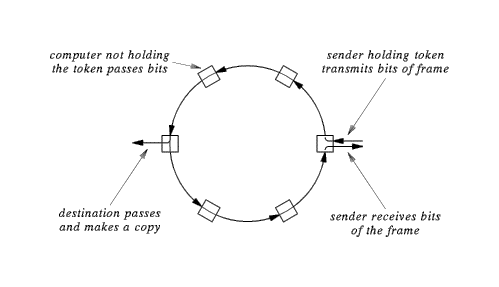 computer not holding
the token passes bits
sender holding token
transmits bits of frame
destination passes
and makes a copy
sender receives bits
of the frame